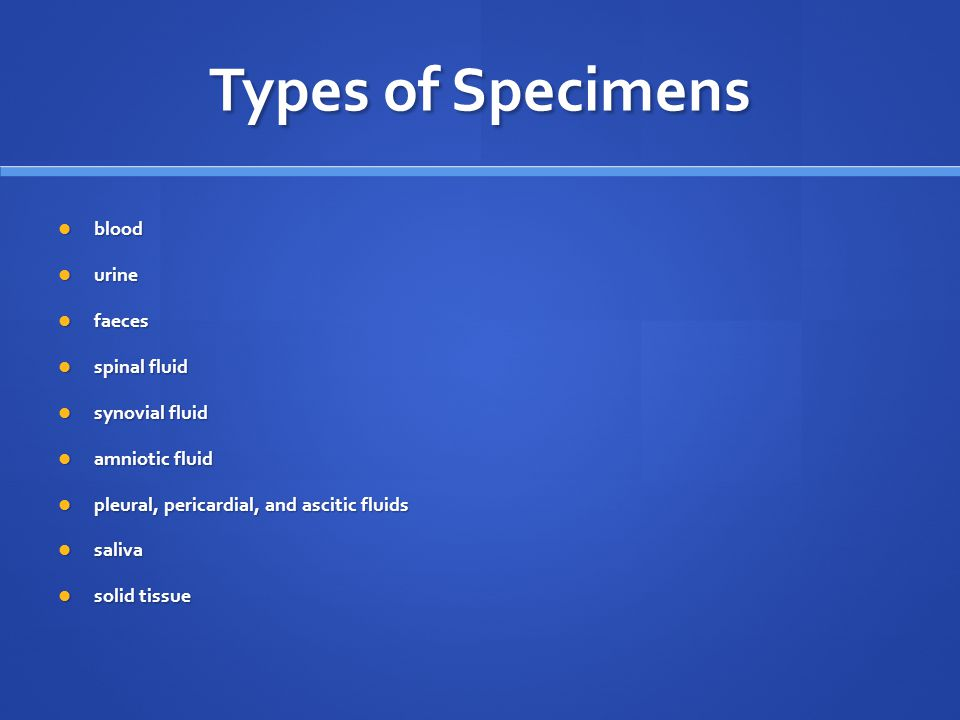 Types of Specimens
blood
urine
faeces
spinal fluid
synovial fluid
amniotic fluid
pleural, pericardial, and ascitic fluids
saliva
solid tissue